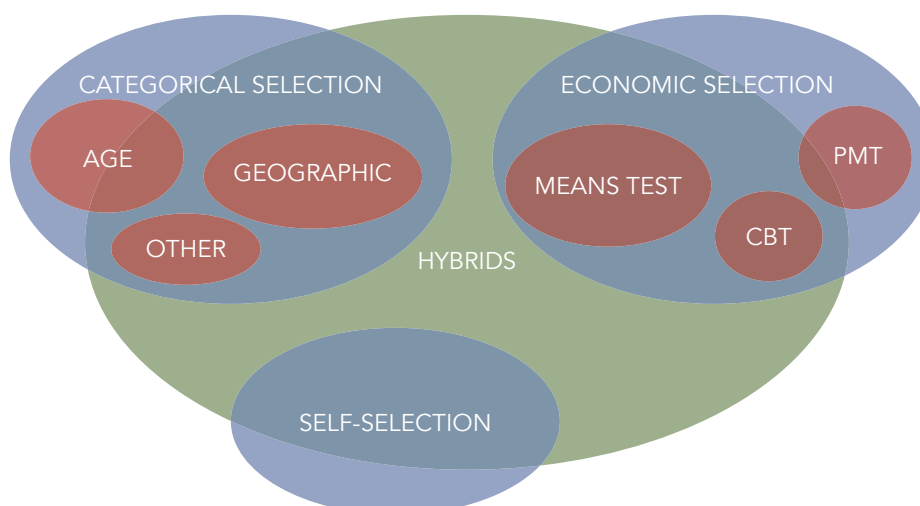 CATEGORICAL SELECTION
AGE
GEOGRAPHIC
OTHER
ECONOMIC SELECTION
MEANS TEST
PMT
CBT
HYBRIDS
SELF-SELECTION